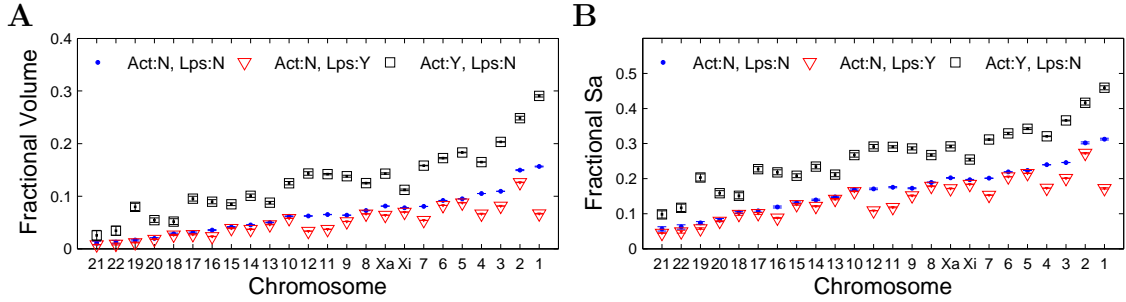 A
Fractional Volume
0.4
0.3
0.2
0.1
0
Act:N, Lps:N
Act:N, Lps:Y
Act:Y, Lps:N
21 22 19 20 18 17 16 15 14 13 10 12 11 9 8 Xa Xi 7 6 5 4 3 2 1
Chromosome
B
Fractional Sa
0.5
0.4
0.3
0.2
0.1
0
Act:N, Lps:N
Act:N, Lps:Y
Act:Y, Lps:N
21 22 19 20 18 17 16 15 14 13 10 12 11 9 8 Xa Xi 7 6 5 4 3 2 1
Chromosome